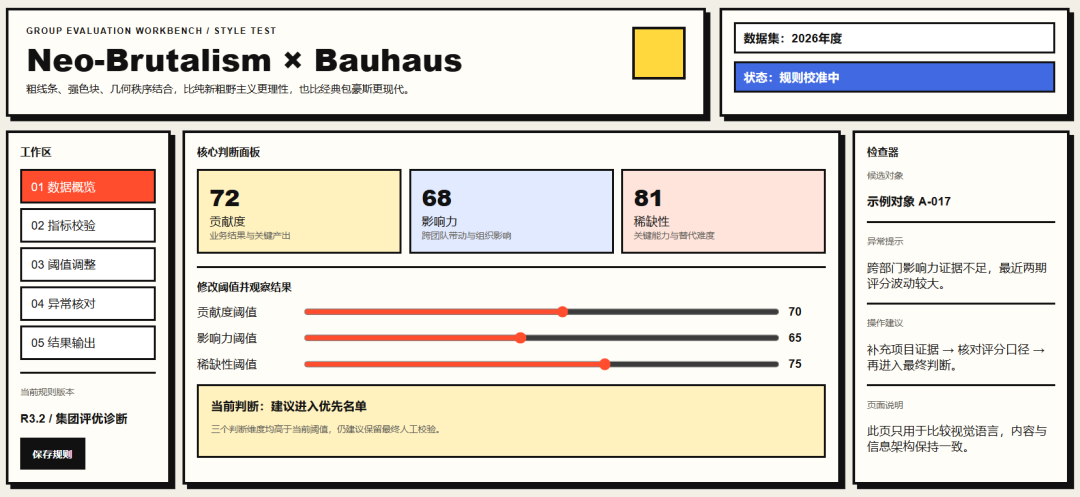 GROUP EVALUATION WORKBENCH / STYLE TEST
Neo-Brutalism × Bauhaus
粗线条、强色块、几何秩序结合，比纯新粗野主义更理性，也比经典包豪斯更现代。
数据集：2026年度
状态：规则校准中
工作区
01 数据概览
02 指标校验
03 阈值调整
04 异常核对
05 结果输出
当前规则版本
R3.2 / 集团评优诊断
保存规则
核心判断面板
72
贡献度
业务结果与关键产出
68
影响力
跨团队带动与组织影响
81
稀缺性
关键能力与替代难度
修改阈值并观察结果
贡献度阈值 70
影响力阈值 65
稀缺性阈值 75
当前判断：建议进入优先名单
三个判断维度均高于当前阈值，仍建议保留最终人工校验。
检查器
候选对象
示例对象 A-017
异常提示
跨部门影响力证据不足，最近两期
评分波动较大。
操作建议
补充项目证据 → 核对评分口径 →
再进入最终判断。
页面说明
此页只用于比较视觉语言，内容与
信息架构保持一致。